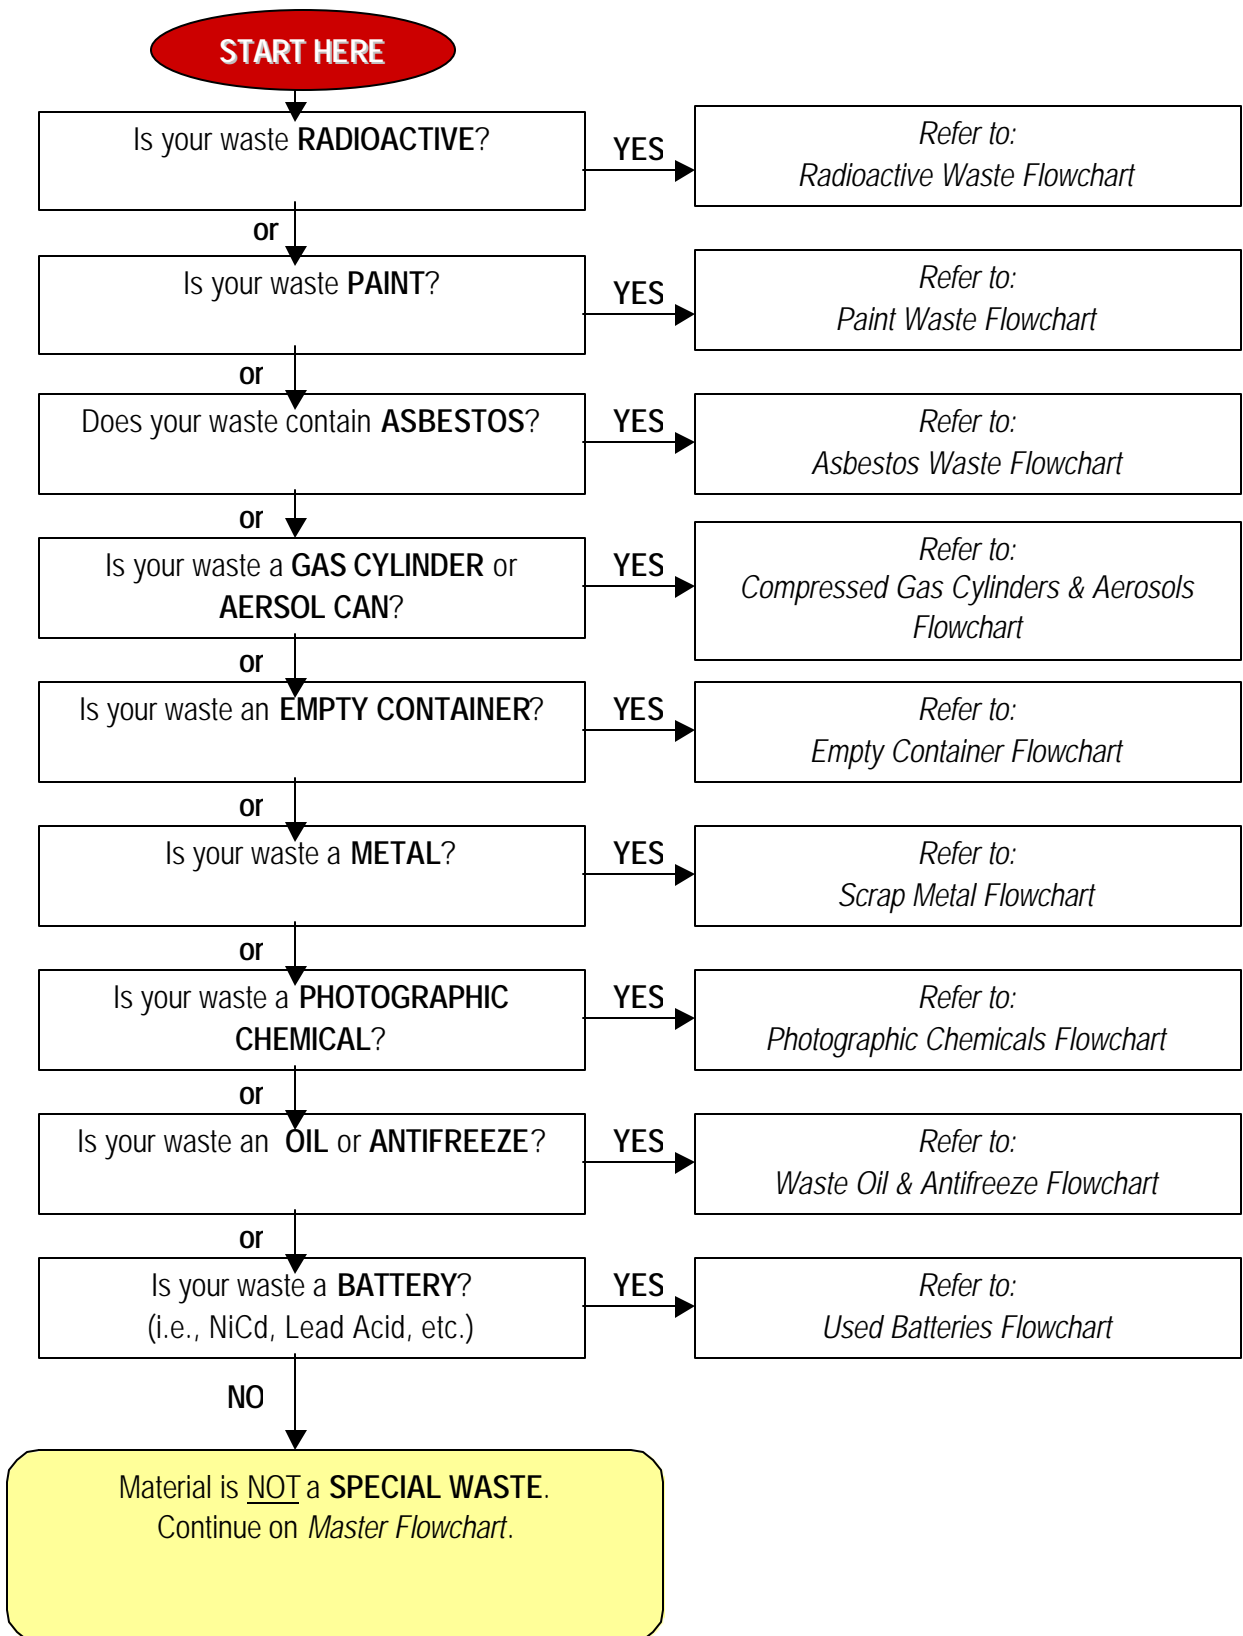 START HERE
Is your waste RADIOACTIVE?
YES
Refer to:
Radioactive Waste Flowchart
or
Is your waste PAINT?
YES
Refer to:
Paint Waste Flowchart
or
Does your waste contain ASBESTOS?
YES
Refer to:
Asbestos Waste Flowchart
or
Is your waste a GAS CYLINDER or
AERSOL CAN?
YES
Refer to:
Compressed Gas Cylinders & Aerosols
Flowchart
or
Is your waste an EMPTY CONTAINER?
YES
Refer to:
Empty Container Flowchart
or
Is your waste a METAL?
YES
Refer to:
Scrap Metal Flowchart
or
Is your waste a PHOTOGRAPHIC
CHEMICAL?
YES
Refer to:
Photographic Chemicals Flowchart
or
Is your waste an OIL or ANTIFREEZE?
YES
Refer to:
Waste Oil & Antifreeze Flowchart
or
Is your waste a BATTERY?
(i.e., NiCd, Lead Acid, etc.)
YES
Refer to:
Used Batteries Flowchart
NO
Material is NOT a SPECIAL WASTE.
Continue on Master Flowchart.